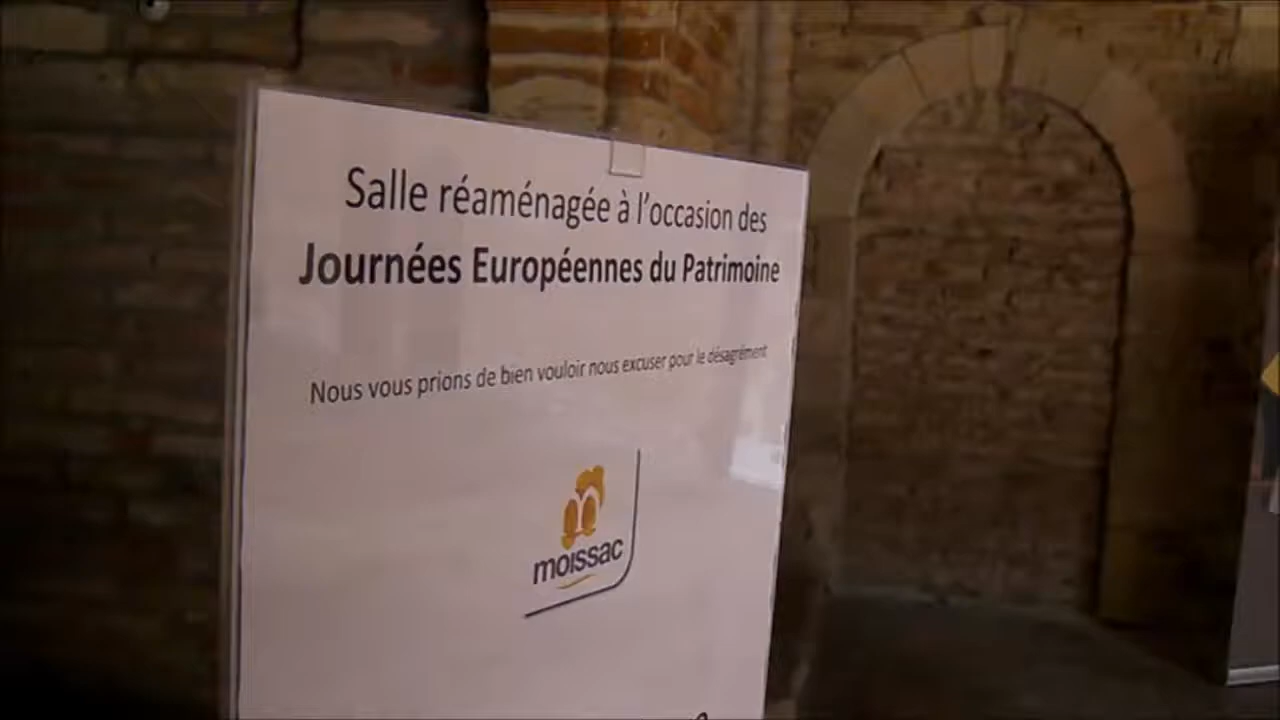 Salle réaménagée à l'occasion des
Journées Européennes du Patrimoine
Nous vous prions de bien vouloir nous excuser pour le désagrément
moissac